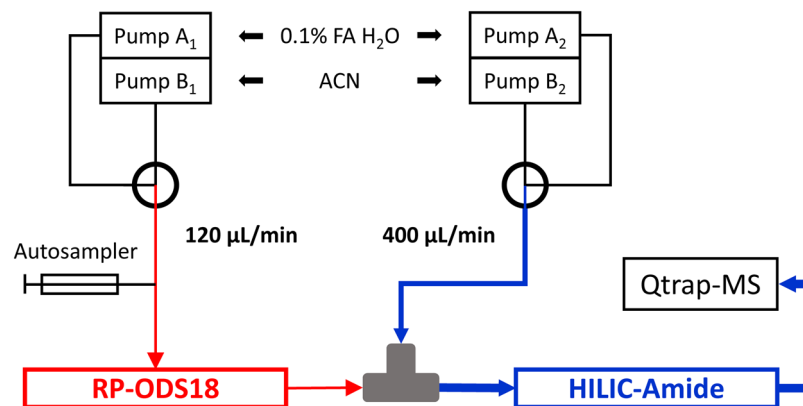 Pump A₁
0.1% FA H₂O
Pump A₂
Pump B₁
ACN
Pump B₂
120 µL/min
400 µL/min
Autosampler
Qtrap-MS
RP-ODS18
HILIC-Amide